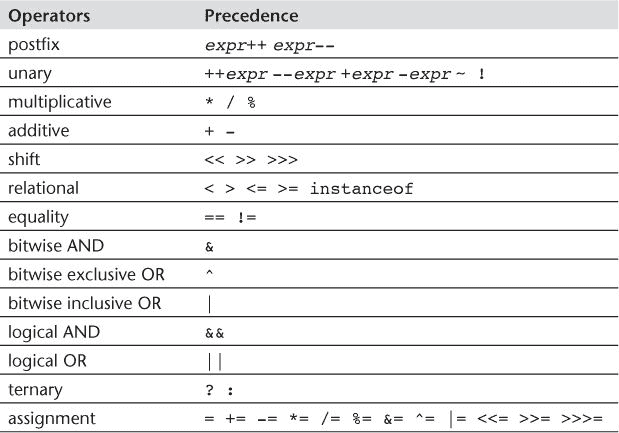 Operators Precedence
postfix expr++ expr--
unary ++expr --expr +expr -expr ~ !
multiplicative * / %
additive + -
shift << >> >>>
relational < > <= >= instanceof
equality == !=
bitwise AND &
bitwise exclusive OR ^
bitwise inclusive OR |
logical AND &&
logical OR ||
ternary ? :
assignment = += -= *= /= %= &= ^= |= <<= >>= >>>=